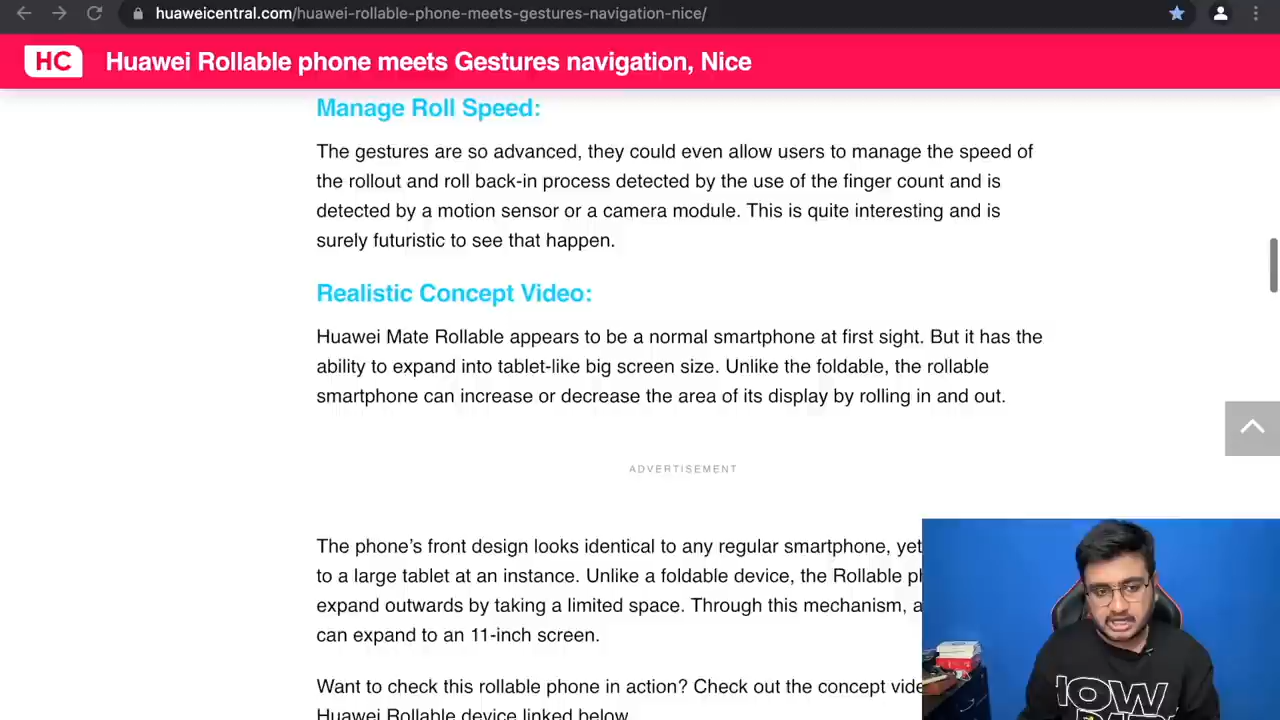 huaweicentral.com/huawei-rollable-phone-meets-gestures-navigation-nice/
HC Huawei Rollable phone meets Gestures navigation, Nice
Manage Roll Speed:
The gestures are so advanced, they could even allow users to manage the speed of
the rollout and roll back-in process detected by the use of the finger count and is
detected by a motion sensor or a camera module. This is quite interesting and is
surely futuristic to see that happen.
Realistic Concept Video:
Huawei Mate Rollable appears to be a normal smartphone at first sight. But it has the
ability to expand into tablet-like big screen size. Unlike the foldable, the rollable
smartphone can increase or decrease the area of its display by rolling in and out.
ADVERTISEMENT
The phone’s front design looks identical to any regular smartphone, yet
to a large tablet at an instance. Unlike a foldable device, the Rollable
expand outwards by taking a limited space. Through this mechanism,
can expand to an 11-inch screen.
Want to check this rollable phone in action? Check out the concept
Huawei Rollable device linked below